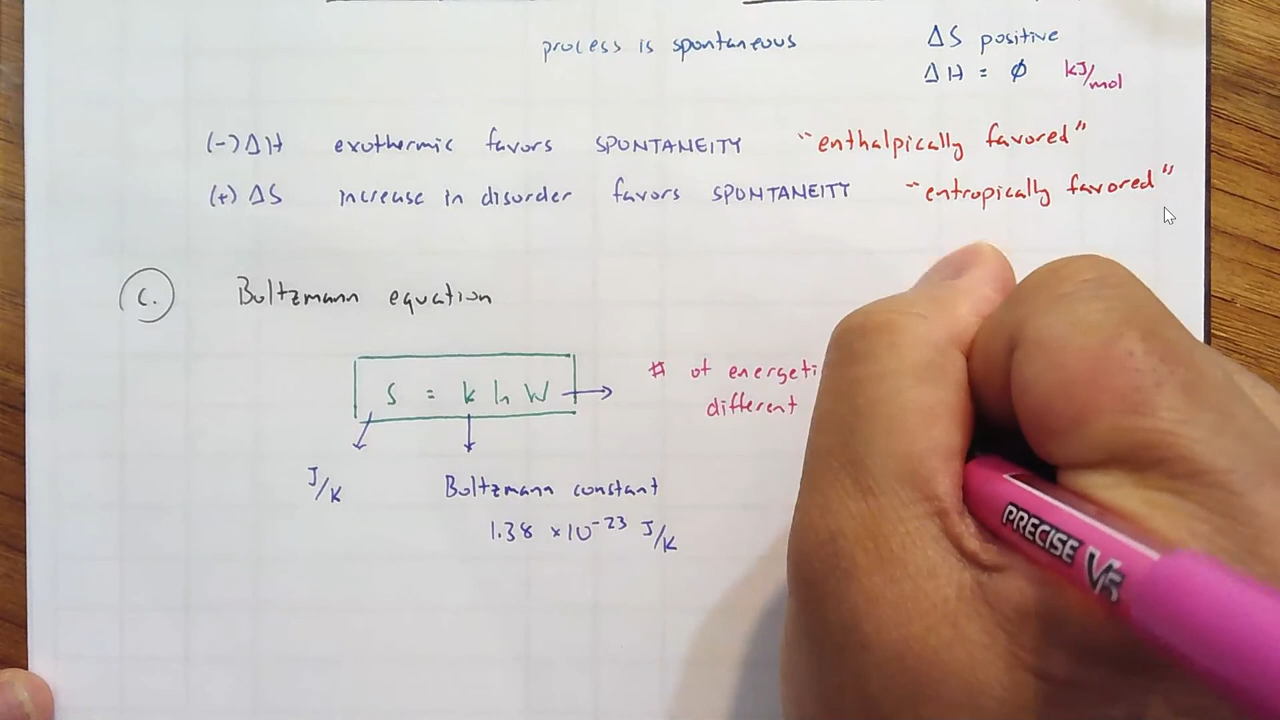 process is spontaneous
ΔS positive
ΔH = ∅ kJ/mol
(-) ΔH exothermic favors SPONTANEITY "enthalpically favored"
(+) ΔS increase in disorder favors SPONTANEITY "entropically favored"
C. Boltzmann equation
S = k ln W
# of energeti
different
J/K
Boltzmann constant
1.38 ×10⁻²³ J/K
PRECISE V5